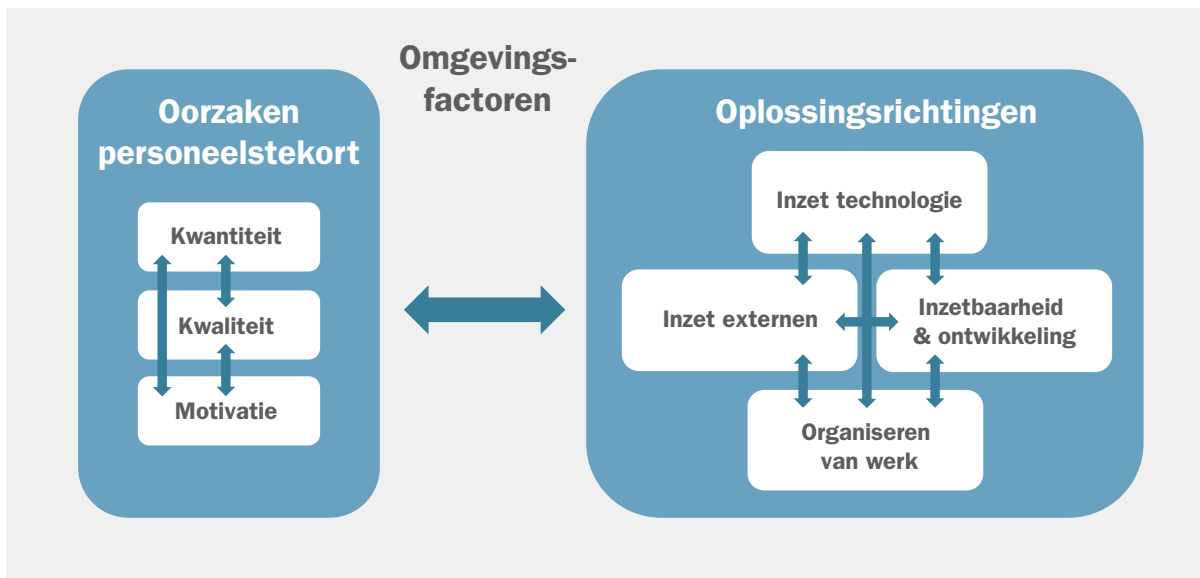 Omgevings-
factoren
Oorzaken
personeelstekort
Kwantiteit
Kwaliteit
Motivatie
Oplossingsrichtingen
Inzet technologie
Inzet externen
Inzetbaarheid
& ontwikkeling
Organiseren
van werk